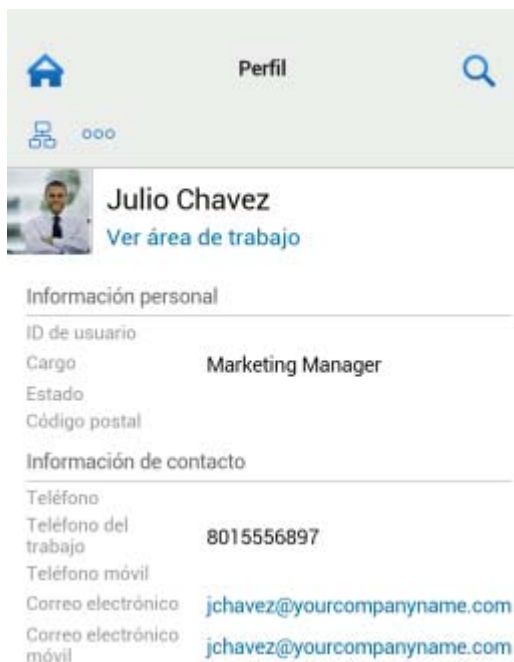 Perfil
Julio Chavez
Ver área de trabajo
Información personal
ID de usuario
Cargo Marketing Manager
Estado
Código postal
Información de contacto
Teléfono
Teléfono del
trabajo 8015556897
Teléfono móvil
Correo electrónico jchavez@yourcompanyname.com
Correo electrónico
móvil jchavez@yourcompanyname.com